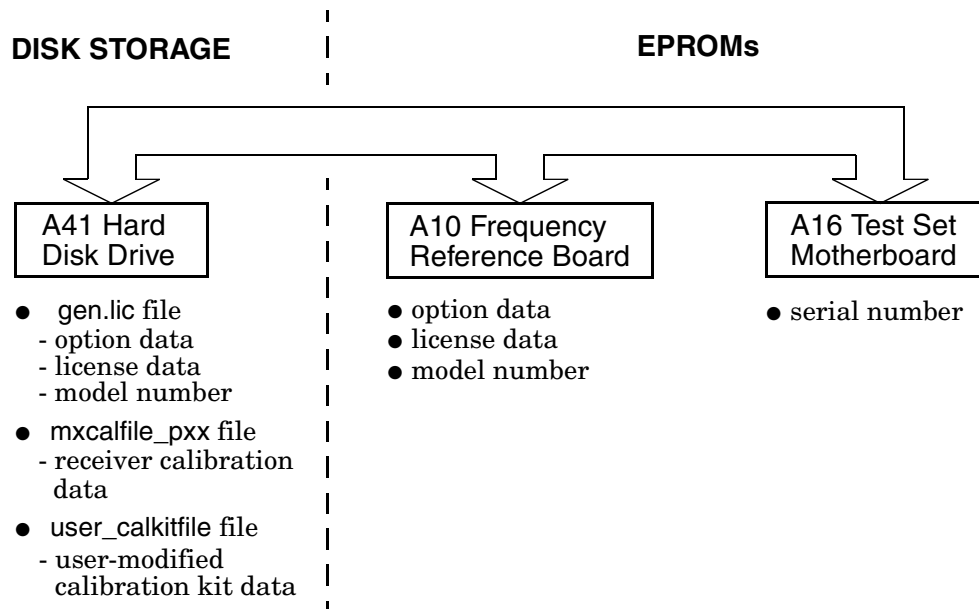 DISK STORAGE
EPROMs
A41 Hard
Disk Drive
● gen.lic file
- option data
- license data
- model number
● mxcalfile_pxx file
- receiver calibration
data
● user_calkitfile file
- user-modified
calibration kit data
A10 Frequency
Reference Board
● option data
● license data
● model number
A16 Test Set
Motherboard
● serial number